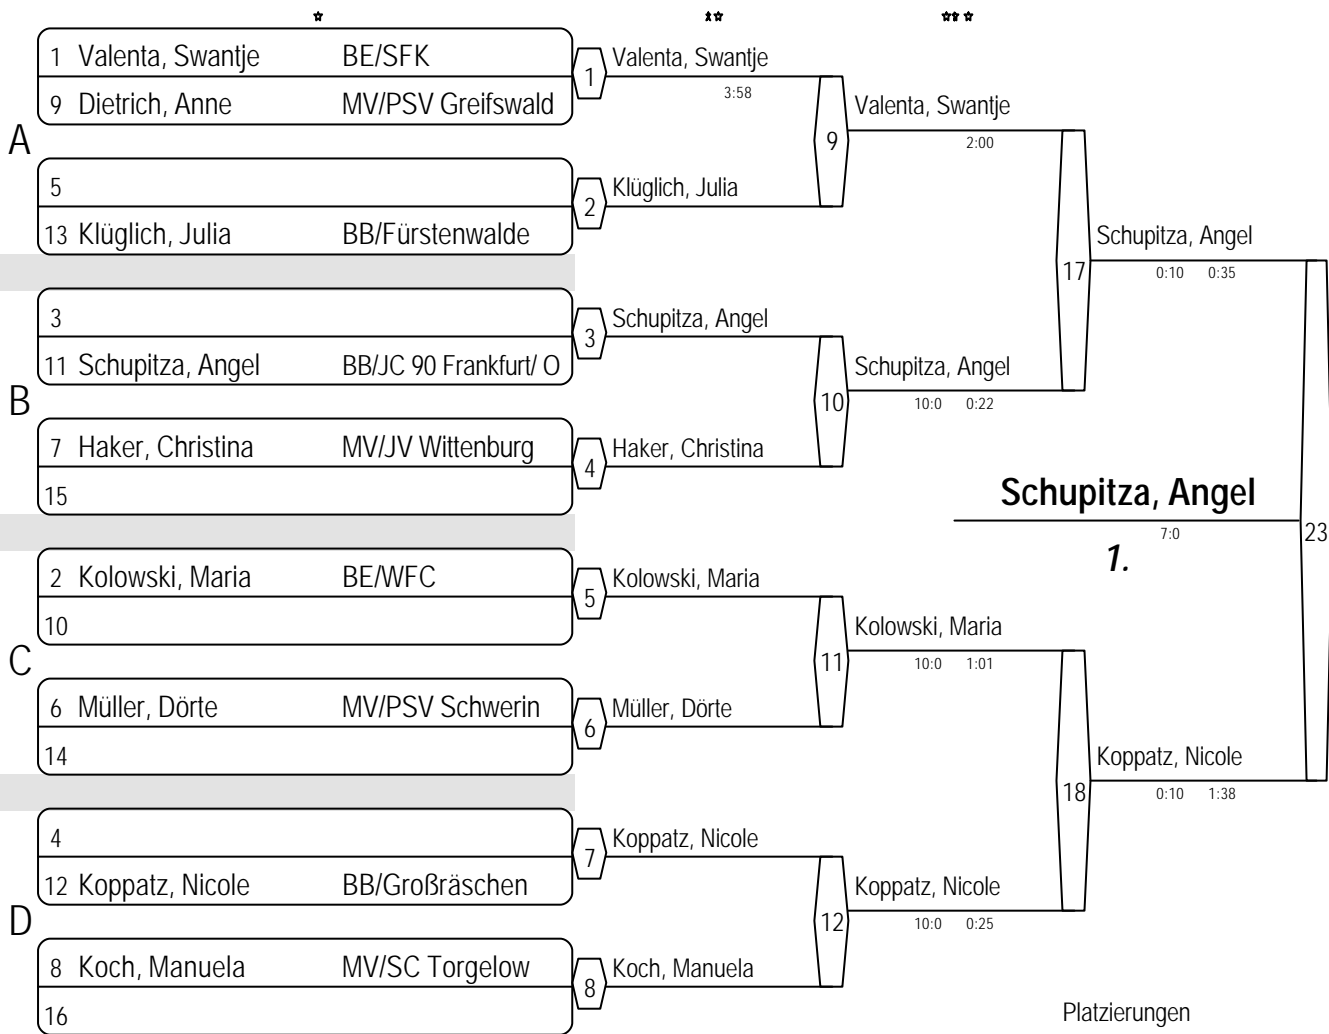 1 Valenta, Swantje BE/SFK
9 Dietrich, Anne MV/PSV Greifswald
A
5
13 Klüglich, Julia BB/Fürstenwalde
3
11 Schupitza, Angel BB/JC 90 Frankfurt/ O
B
7 Haker, Christina MV/JV Wittenburg
15
2 Kolowski, Maria BE/WFC
10
C
6 Müller, Dörte MV/PSV Schwerin
14
4
12 Koppatz, Nicole BB/Großräschen
D
8 Koch, Manuela MV/SC Torgelow
16
1 Valenta, Swantje
3:58
2 Klüglich, Julia
3 Schupitza, Angel
4 Haker, Christina
5 Kolowski, Maria
6 Müller, Dörte
7 Koppatz, Nicole
8 Koch, Manuela
9 Valenta, Swantje
2:00
10 Schupitza, Angel
10:0 0:22
11 Kolowski, Maria
10:0 1:01
12 Koppatz, Nicole
10:0 0:25
17 Schupitza, Angel
0:10 0:35
18 Koppatz, Nicole
0:10 1:38
Schupitza, Angel
7:0
23
1.
Platzierungen